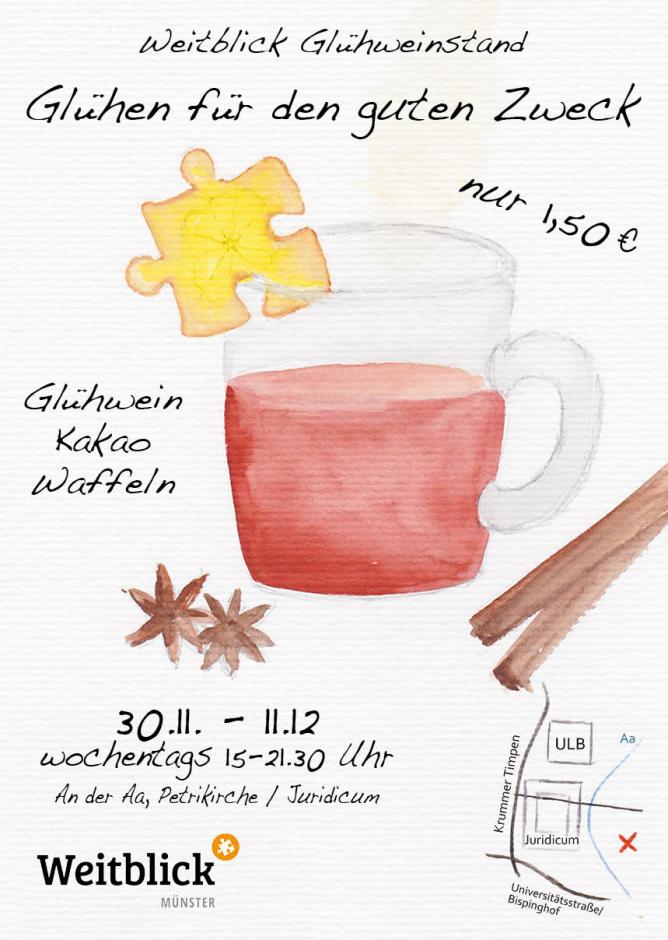 Weitblick Glühweinstand
Glühen für den guten Zweck
nur 1,50 €
Glühwein
Kakao
Waffeln
30.11. - 11.12
wochentags 15-21.30 Uhr
An der Aa, Petrikirche / Juridicum
Weitblick
MÜNSTER
Krummer Timpen
ULB
Aa
Juridicum
X
Universitätsstraße/
Bispinghof